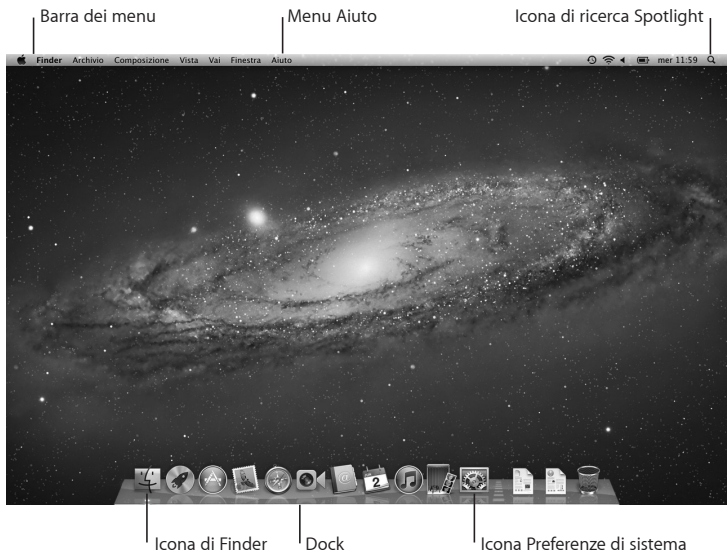 Barra dei menu Menu Aiuto Icona di ricerca Spotlight
Finder Archivio Composizione Vista Vai Finestra Aiuto mer 11:59
2
Icona di Finder Dock Icona Preferenze di sistema